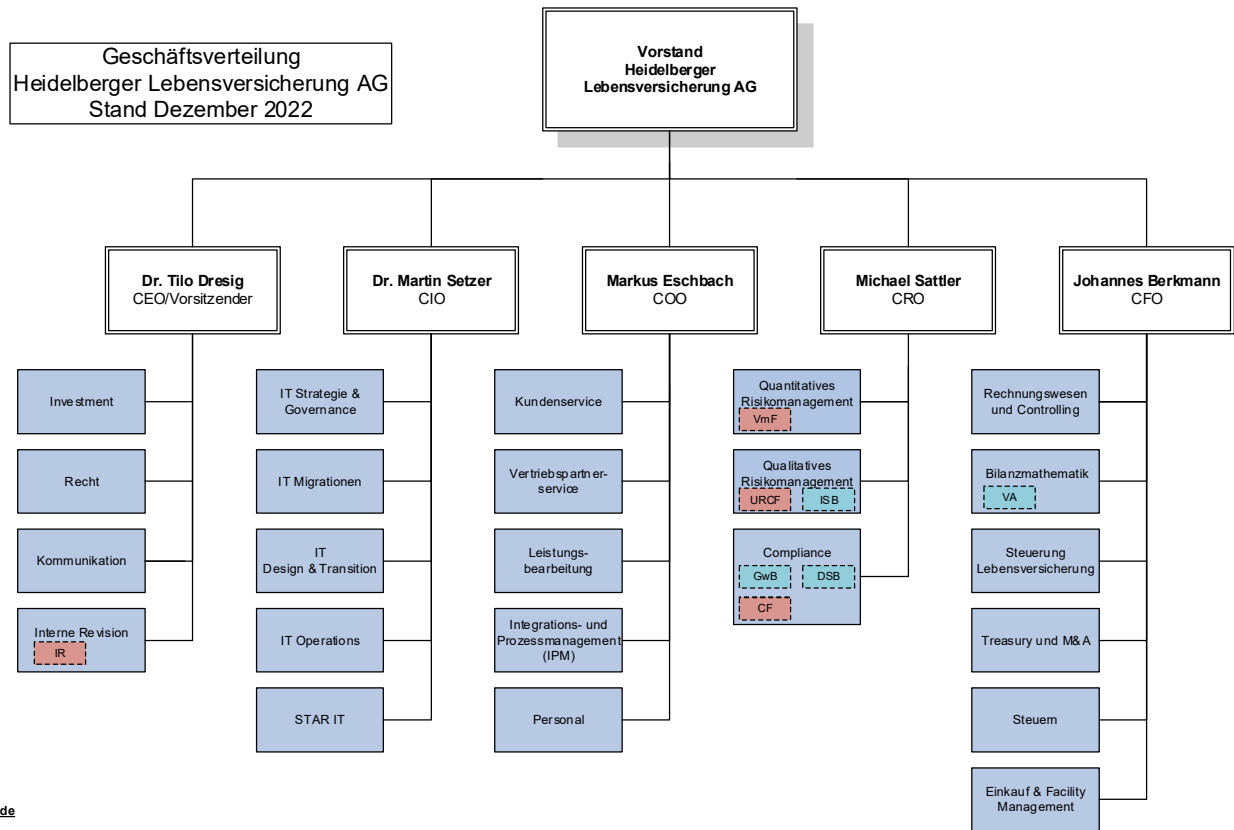 Geschäftsverteilung
Heidelberger Lebensversicherung AG
Stand Dezember 2022
Vorstand
Heidelberger
Lebensversicherung AG
Dr. Tilo Dresig
CEO/Vorsitzender
Dr. Martin Setzer
CIO
Markus Eschbach
COO
Michael Sattler
CRO
Johannes Berkmann
CFO
Investment
Recht
Kommunikation
Interne Revision
IR
IT Strategie &
Governance
IT Migrationen
IT
Design & Transition
IT Operations
STAR IT
Kundenservice
Vertriebspartner-
service
Leistungs-
bearbeitung
Integrations- und
Prozessmanagement
(IPM)
Personal
Quantitatives
Risikomanagement
VmF
Qualitatives
Risikomanagement
URCF ISB
Compliance
GwB DSB
CF
Rechnungswesen
und Controlling
Bilanzmathematik
VA
Steuerung
Lebensversicherung
Treasury und M&A
Steuern
Einkauf & Facility
Management
de